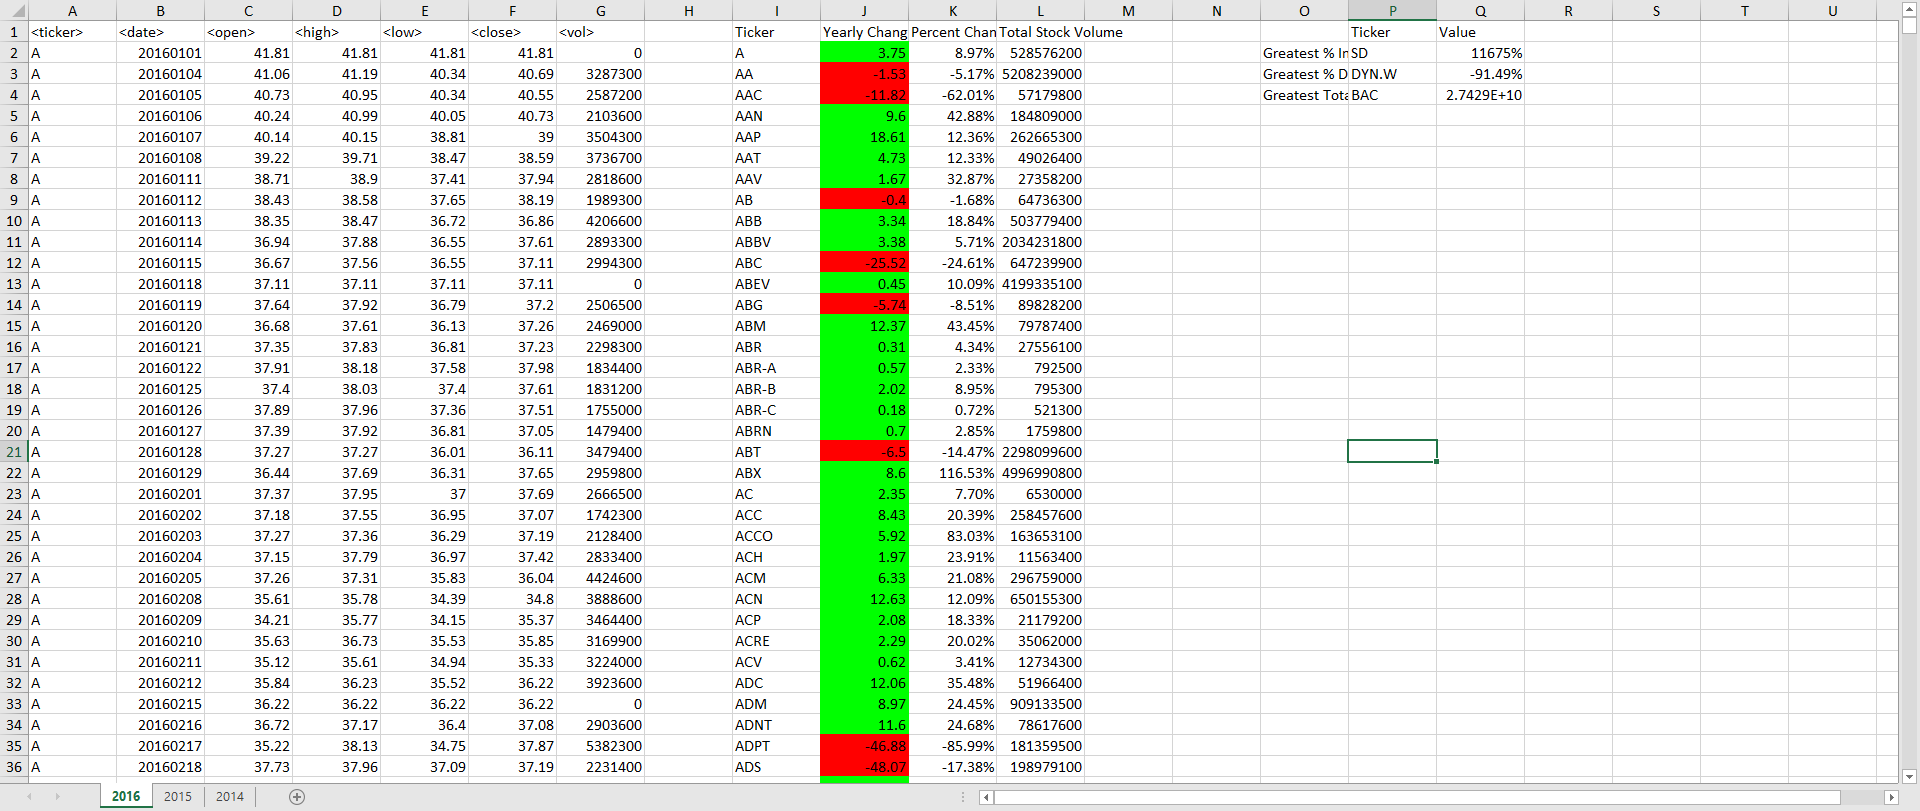 A B C D E F G H I J K L M N O P Q R S T U
1 <ticker> <date> <open> <high> <low> <close> <vol> Ticker Yearly Chang Percent Chan Total Stock Volume Ticker Value
2 A 20160101 41.81 41.81 41.81 41.81 0 A 3.75 8.97% 528576200 Greatest % In SD 11675%
3 A 20160104 41.06 41.19 40.34 40.69 3287300 AA -1.53 -5.17% 5208239000 Greatest % D DYN.W -91.49%
4 A 20160105 40.73 40.95 40.34 40.55 2587200 AAC -11.82 -62.01% 57179800 Greatest Tota BAC 2.7429E+10
5 A 20160106 40.24 40.99 40.05 40.73 2103600 AAN 9.6 42.88% 184809000
6 A 20160107 40.14 40.15 38.81 39 3504300 AAP 18.61 12.36% 262665300
7 A 20160108 39.22 39.71 38.47 38.59 3736700 AAT 4.73 12.33% 49026400
8 A 20160111 38.71 38.9 37.41 37.94 2818600 AAV 1.67 32.87% 27358200
9 A 20160112 38.43 38.58 37.65 38.19 1989300 AB -0.4 -1.68% 64736300
10 A 20160113 38.35 38.47 36.72 36.86 4206600 ABB 3.34 18.84% 503779400
11 A 20160114 36.94 37.88 36.55 37.61 2893300 ABBV 3.38 5.71% 2034231800
12 A 20160115 36.67 37.56 36.55 37.11 2994300 ABC -25.52 -24.61% 647239900
13 A 20160118 37.11 37.11 37.11 37.11 0 ABEV 0.45 10.09% 4199335100
14 A 20160119 37.64 37.92 36.79 37.2 2506500 ABG -5.74 -8.51% 89828200
15 A 20160120 36.68 37.61 36.13 37.26 2469000 ABM 12.37 43.45% 79787400
16 A 20160121 37.35 37.83 36.81 37.23 2298300 ABR 0.31 4.34% 27556100
17 A 20160122 37.91 38.18 37.58 37.98 1834400 ABR-A 0.57 2.33% 792500
18 A 20160125 37.4 38.03 37.4 37.61 1831200 ABR-B 2.02 8.95% 795300
19 A 20160126 37.89 37.96 37.36 37.51 1755000 ABR-C 0.18 0.72% 521300
20 A 20160127 37.39 37.92 36.81 37.05 1479400 ABRN 0.7 2.85% 1759800
21 A 20160128 37.27 37.27 36.01 36.11 3479400 ABT -6.5 -14.47% 2298099600
22 A 20160129 36.44 37.69 36.31 37.65 2959800 ABX 8.6 116.53% 4996990800
23 A 20160201 37.37 37.95 37 37.69 2666500 AC 2.35 7.70% 6530000
24 A 20160202 37.18 37.55 36.95 37.07 1742300 ACC 8.43 20.39% 258457600
25 A 20160203 37.27 37.36 36.29 37.19 2128400 ACCO 5.92 83.03% 163653100
26 A 20160204 37.15 37.79 36.97 37.42 2833400 ACH 1.97 23.91% 11563400
27 A 20160205 37.26 37.31 35.83 36.04 4424600 ACM 6.33 21.08% 296759000
28 A 20160208 35.61 35.78 34.39 34.8 3888600 ACN 12.63 12.09% 650155300
29 A 20160209 34.21 35.77 34.15 35.37 3464400 ACP 2.08 18.33% 21179200
30 A 20160210 35.63 36.73 35.53 35.85 3169900 ACRE 2.29 20.02% 35062000
31 A 20160211 35.12 35.61 34.94 35.33 3224000 ACV 0.62 3.41% 12734300
32 A 20160212 35.84 36.23 35.52 36.22 3923600 ADC 12.06 35.48% 51966400
33 A 20160215 36.22 36.22 36.22 36.22 0 ADM 8.97 24.45% 909133500
34 A 20160216 36.72 37.17 36.4 37.08 2903600 ADNT 11.6 24.68% 78617600
35 A 20160217 35.22 38.13 34.75 37.87 5382300 ADPT -46.88 -85.99% 181359500
36 A 20160218 37.73 37.96 37.09 37.19 2231400 ADS -48.07 -17.38% 198979100
2016 2015 2014